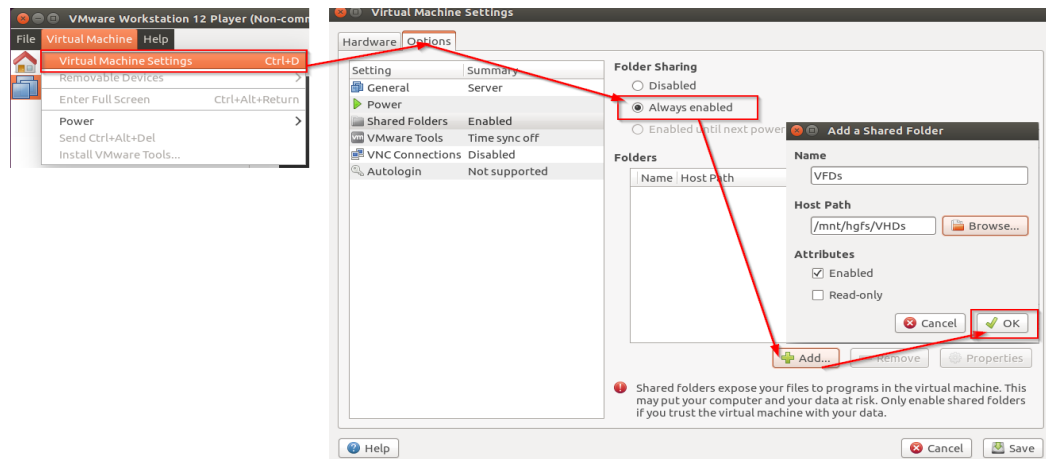 VMware Workstation 12 Player (Non-comm
File Virtual Machine Help
Virtual Machine Settings Ctrl+D
Removable Devices >
Enter Full Screen Ctrl+Alt+Return
Power >
Send Ctrl+Alt+Del
Install VMware Tools...
Virtual Machine Settings
Hardware Options
Setting Summary
General Server
Power
Shared Folders Enabled
VMware Tools Time sync off
VNC Connections Disabled
Autologin Not supported
Folder Sharing
Disabled
Always enabled
Enabled until next power
Folders
Name Host Path
Add a Shared Folder
Name
VFDs
Host Path
/mnt/hgfs/VHDs Browse...
Attributes
Enabled
Read-only
Cancel OK
Add... Remove Properties
Shared folders expose your files to programs in the virtual machine. This
may put your computer and your data at risk. Only enable shared folders
if you trust the virtual machine with your data.
Help Cancel Save